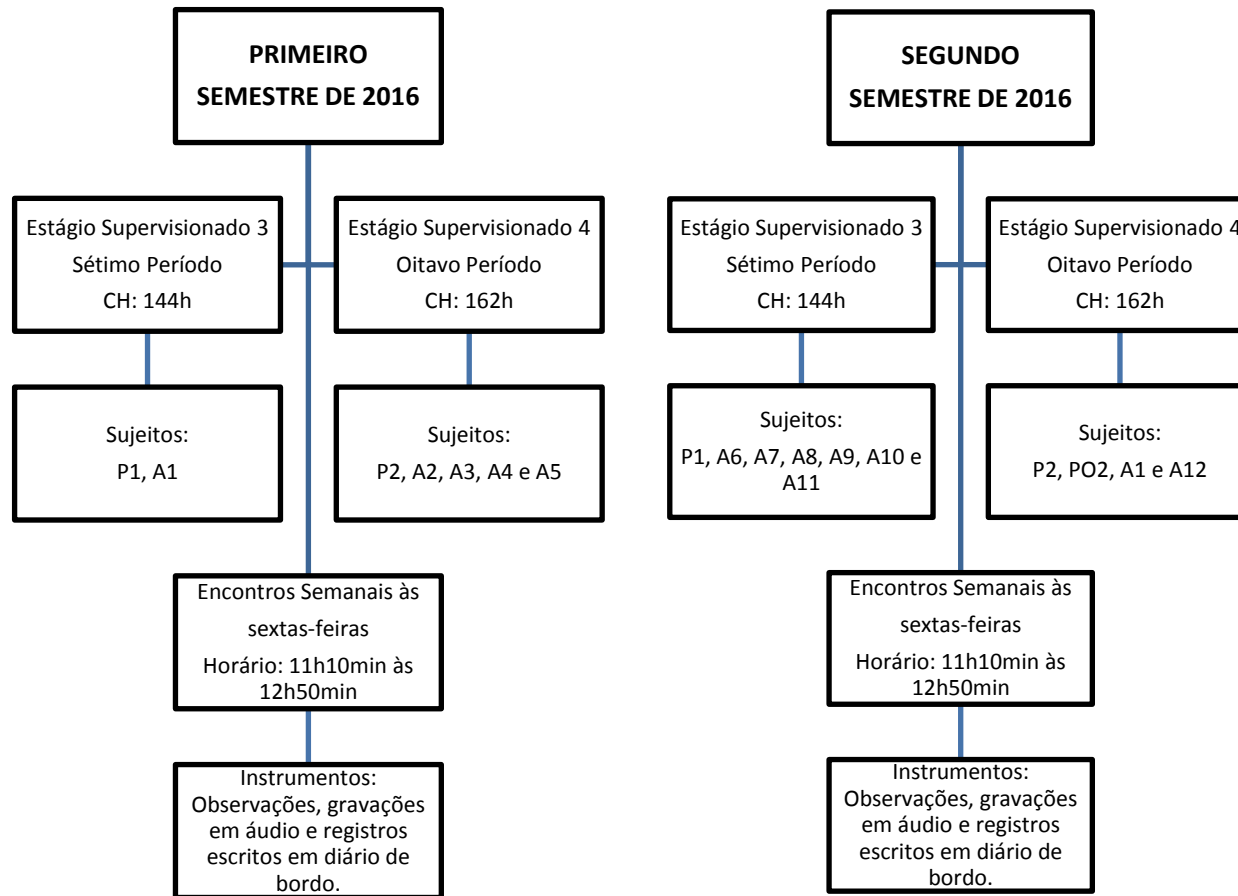 PRIMEIRO
SEMESTRE DE 2016
Estágio Supervisionado 3
Sétimo Período
CH: 144h
Estágio Supervisionado 4
Oitavo Período
CH: 162h
Sujeitos:
P1, A1
Sujeitos:
P2, A2, A3, A4 e A5
Encontros Semanais às
sextas-feiras
Horário: 11h10min às
12h50min
Instrumentos:
Observações, gravações
em áudio e registros
escritos em diário de
bordo.
SEGUNDO
SEMESTRE DE 2016
Estágio Supervisionado 3
Sétimo Período
CH: 144h
Estágio Supervisionado 4
Oitavo Período
CH: 162h
Sujeitos:
P1, A6, A7, A8, A9, A10 e
A11
Sujeitos:
P2, PO2, A1 e A12
Encontros Semanais às
sextas-feiras
Horário: 11h10min às
12h50min
Instrumentos:
Observações, gravações
em áudio e registros
escritos em diário de
bordo.